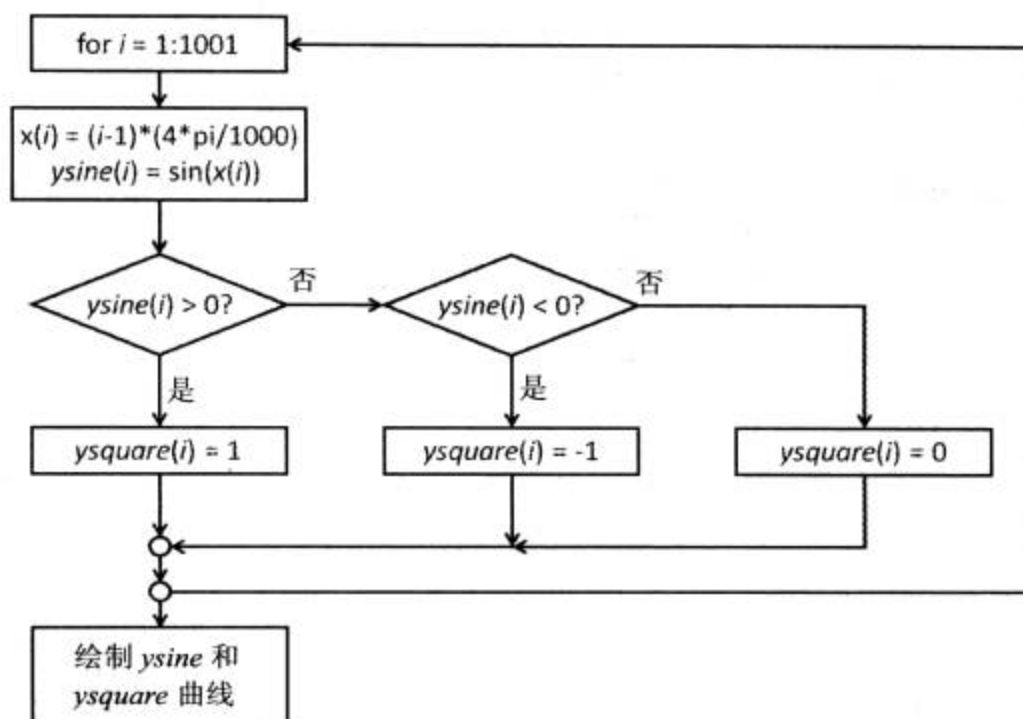 for i = 1:1001
x(i) = (i-1)*(4*pi/1000)
ysine(i) = sin(x(i))
ysine(i) > 0?
否
ysine(i) < 0?
否
是
是
ysquare(i) = 1
ysquare(i) = -1
ysquare(i) = 0
绘制 ysine 和
ysquare 曲线